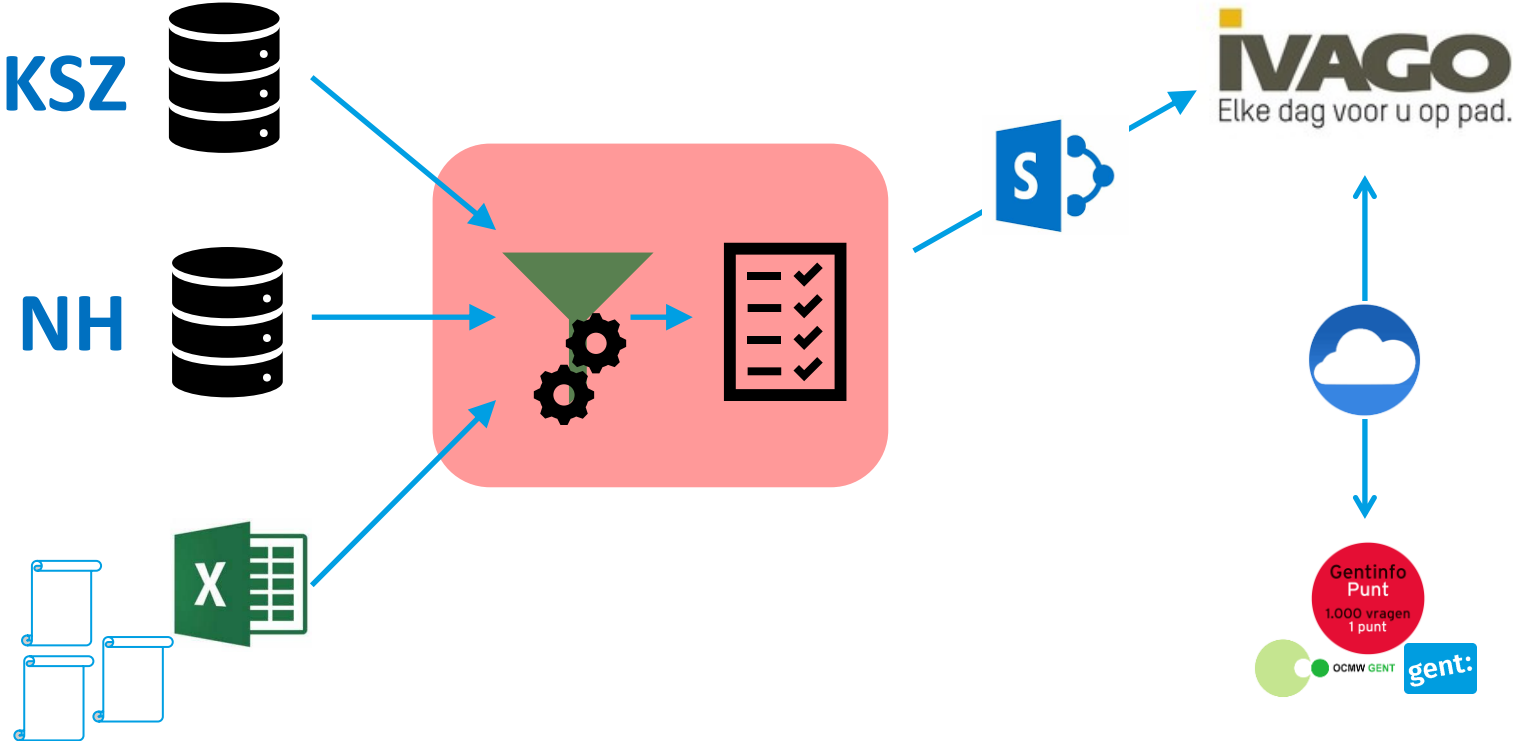 KSZ
NH
X
S
iVAGO
Elke dag voor u op pad.
Gentinfo
Punt
1.000 vragen
1 punt
OCMW GENT
gent: